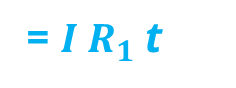 = I R₁ t